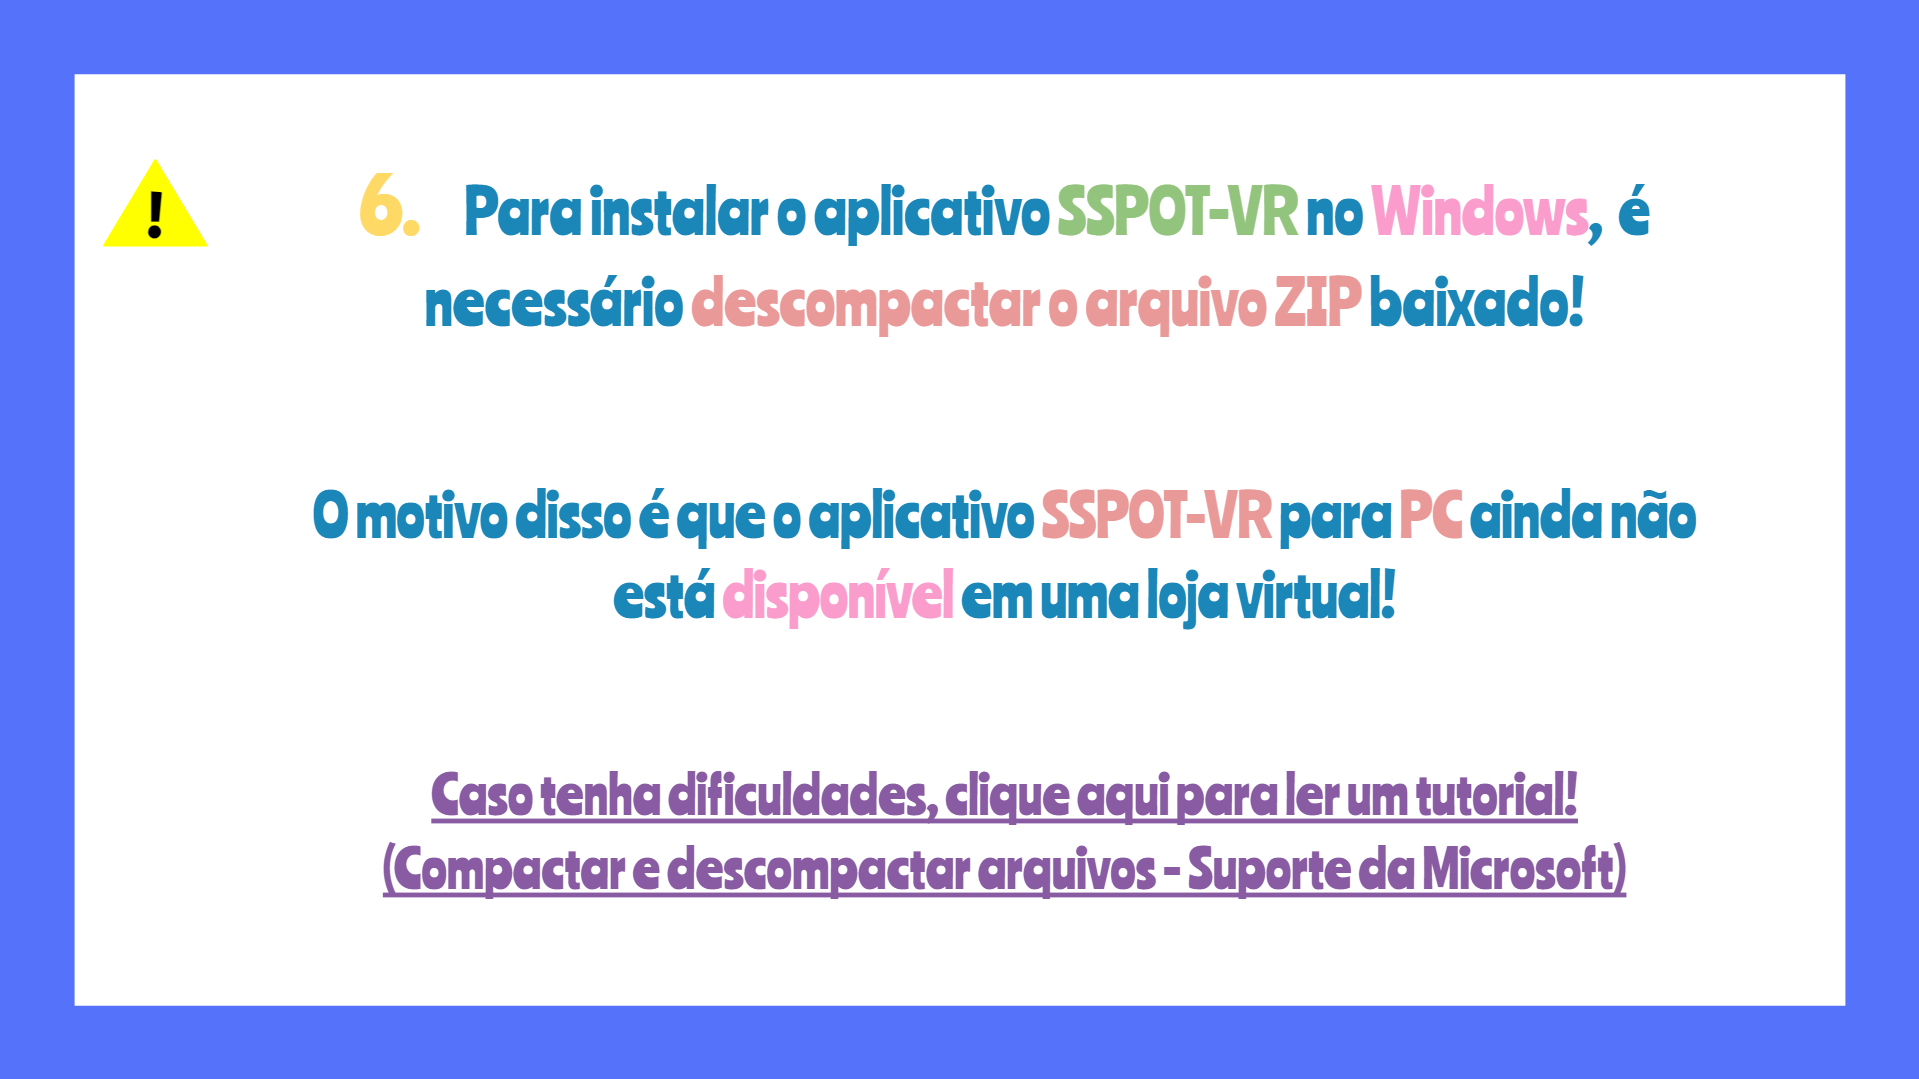 !
6. Para instalar o aplicativo SSPOT-VR no Windows, é
necessário descompactar o arquivo ZIP baixado!
O motivo disso é que o aplicativo SSPOT-VR para PC ainda não
está disponível em uma loja virtual!
Caso tenha dificuldades, clique aqui para ler um tutorial!
(Compactar e descompactar arquivos - Suporte da Microsoft)